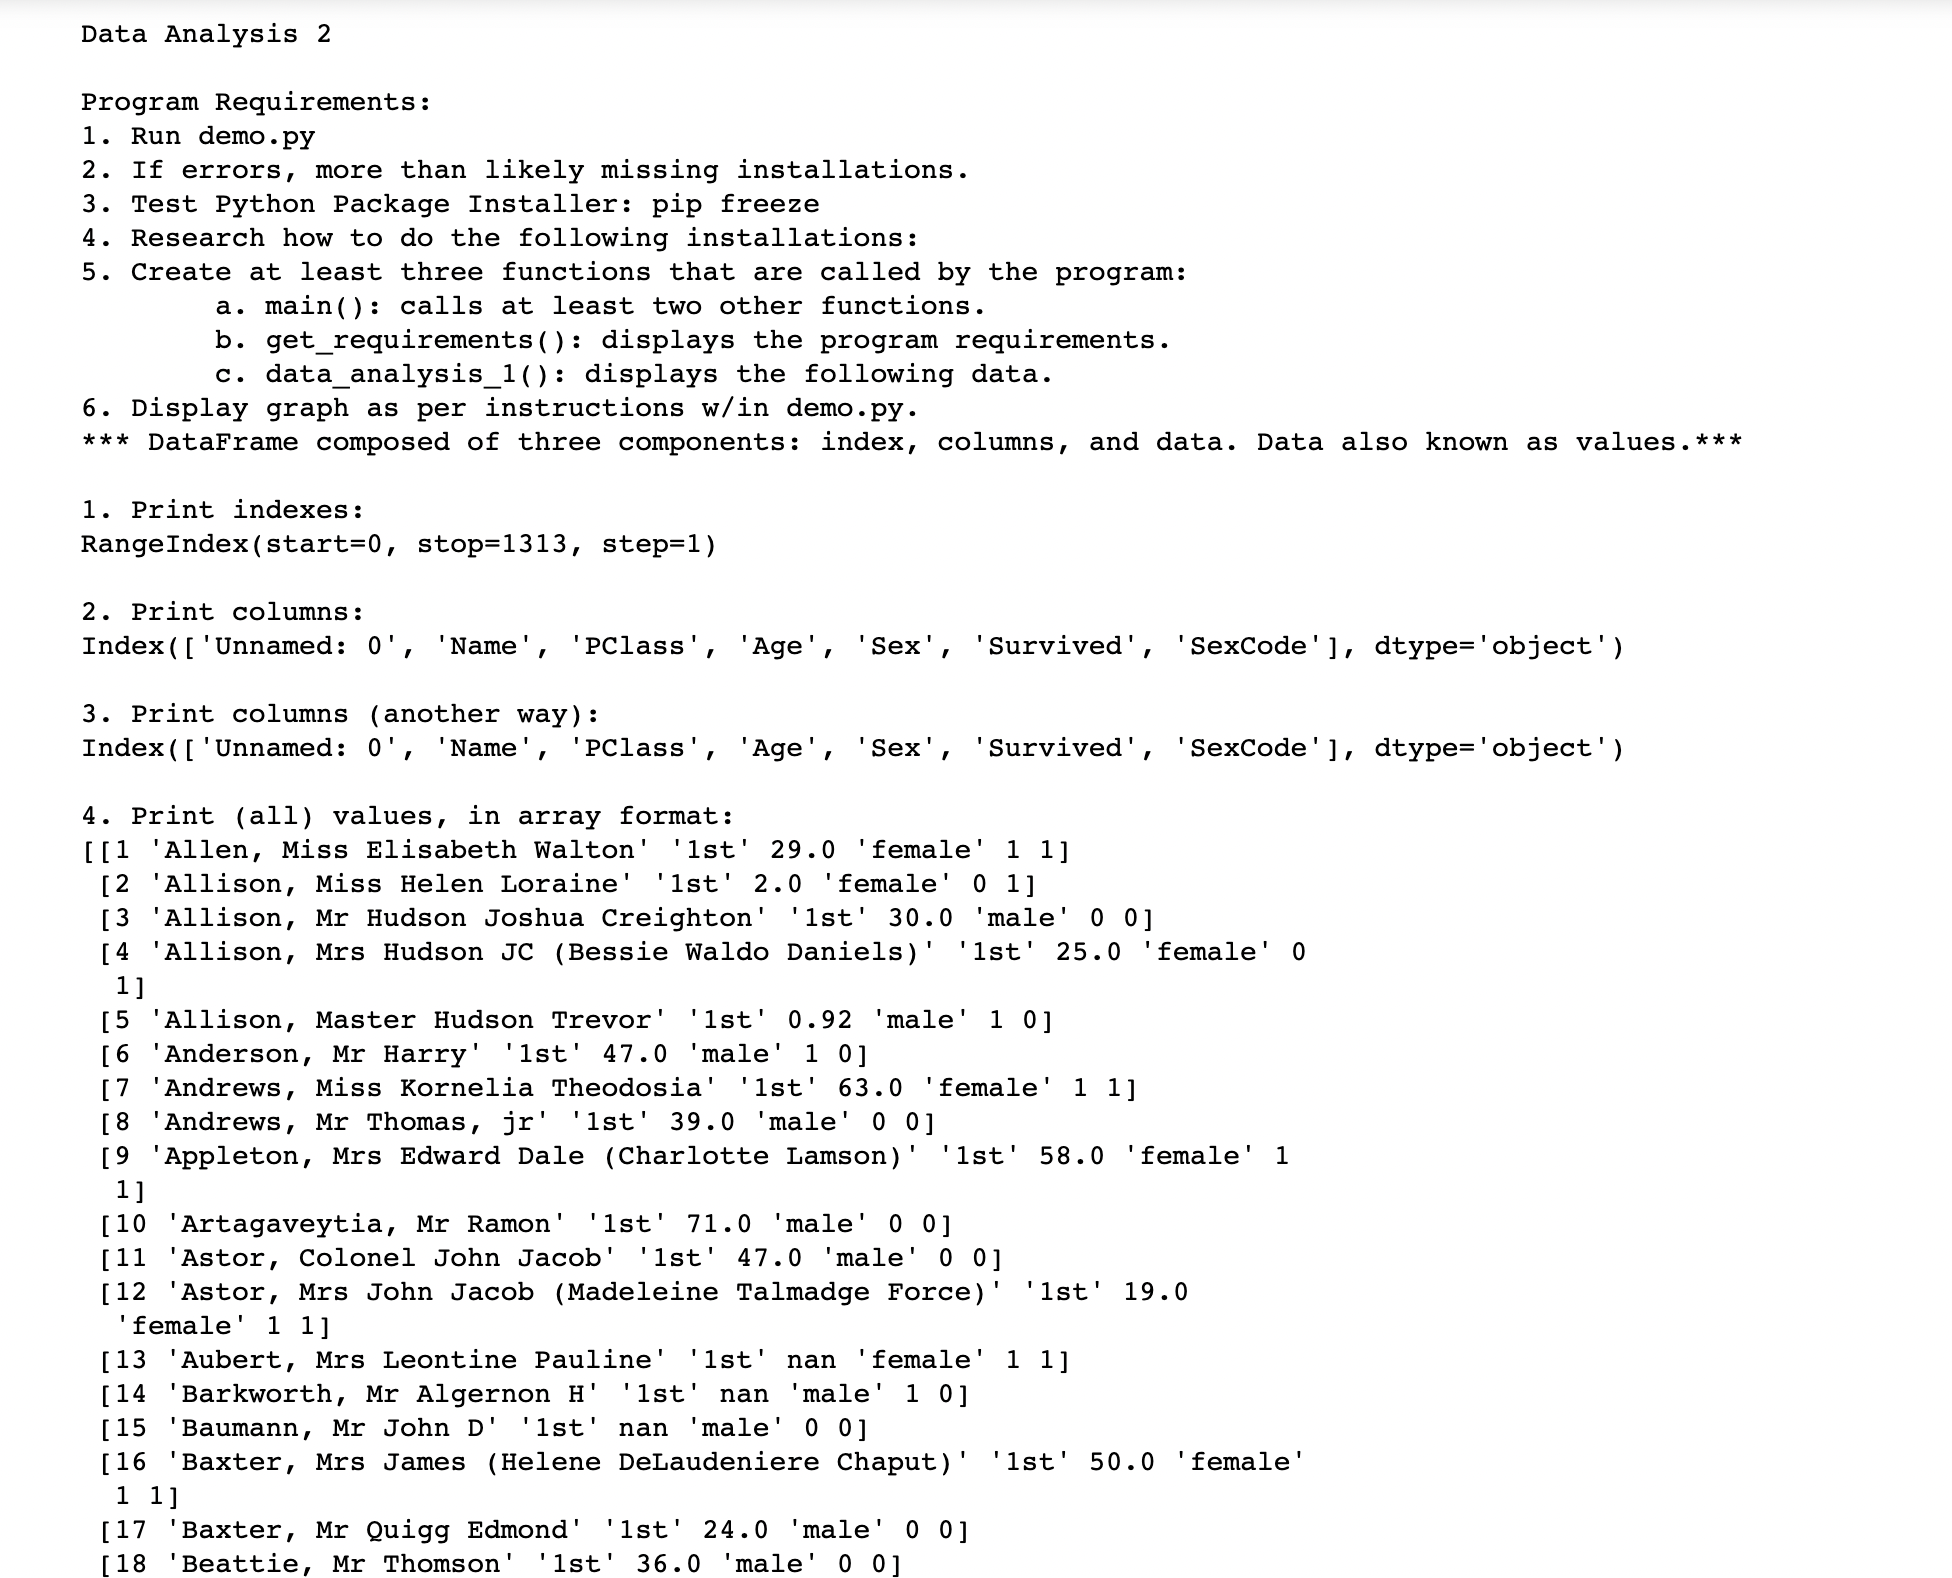 Data Analysis 2
Program Requirements:
1. Run demo.py
2. If errors, more than likely missing installations.
3. Test Python Package Installer: pip freeze
4. Research how to do the following installations:
5. Create at least three functions that are called by the program:
a. main(): calls at least two other functions.
b. get_requirements(): displays the program requirements.
c. data_analysis_1(): displays the following data.
6. Display graph as per instructions w/in demo.py.
*** DataFrame composed of three components: index, columns, and data. Data also known as values.***
1. Print indexes:
RangeIndex(start=0, stop=1313, step=1)
2. Print columns:
Index(['Unnamed: 0', 'Name', 'PClass', 'Age', 'Sex', 'Survived', 'SexCode'], dtype='object')
3. Print columns (another way):
Index(['Unnamed: 0', 'Name', 'PClass', 'Age', 'Sex', 'Survived', 'SexCode'], dtype='object')
4. Print (all) values, in array format:
[[1 'Allen, Miss Elisabeth Walton' '1st' 29.0 'female' 1 1]
[2 'Allison, Miss Helen Loraine' '1st' 2.0 'female' 0 1]
[3 'Allison, Mr Hudson Joshua Creighton' '1st' 30.0 'male' 0 0]
[4 'Allison, Mrs Hudson JC (Bessie Waldo Daniels)' '1st' 25.0 'female' 0
1]
[5 'Allison, Master Hudson Trevor' '1st' 0.92 'male' 1 0]
[6 'Anderson, Mr Harry' '1st' 47.0 'male' 1 0]
[7 'Andrews, Miss Kornelia Theodosia' '1st' 63.0 'female' 1 1]
[8 'Andrews, Mr Thomas, jr' '1st' 39.0 'male' 0 0]
[9 'Appleton, Mrs Edward Dale (Charlotte Lamson)' '1st' 58.0 'female' 1
1]
[10 'Artagaveytia, Mr Ramon' '1st' 71.0 'male' 0 0]
[11 'Astor, Colonel John Jacob' '1st' 47.0 'male' 0 0]
[12 'Astor, Mrs John Jacob (Madeleine Talmadge Force)' '1st' 19.0
'female' 1 1]
[13 'Aubert, Mrs Leontine Pauline' '1st' nan 'female' 1 1]
[14 'Barkworth, Mr Algernon H' '1st' nan 'male' 1 0]
[15 'Baumann, Mr John D' '1st' nan 'male' 0 0]
[16 'Baxter, Mrs James (Helene DeLaudeniere Chaput)' '1st' 50.0 'female'
1 1]
[17 'Baxter, Mr Quigg Edmond' '1st' 24.0 'male' 0 0]
[18 'Beattie, Mr Thomson' '1st' 36.0 'male' 0 0]